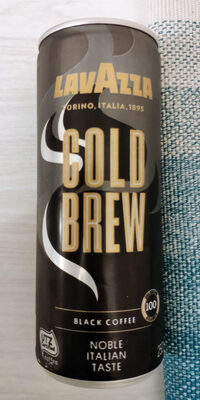 LAVAZZA
TORINO, ITALIA, 1895
COLD
BREW
BLACK COFFEE
100
NOBLE
ITALIAN
TASTE